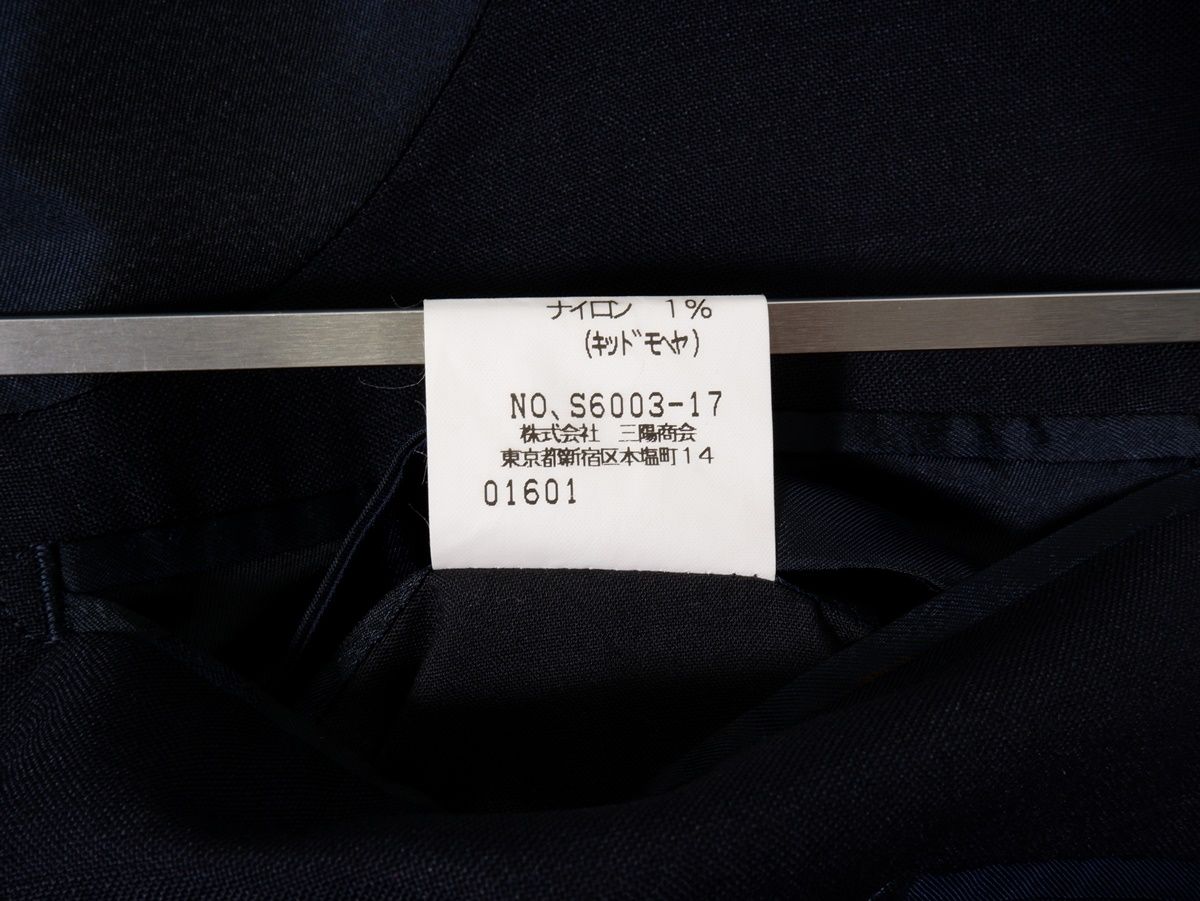 ナイロン　1%
(キッドモヘヤ)
NO、S6003-17
株式会社　三陽商会
東京都新宿区本塩町14
01601